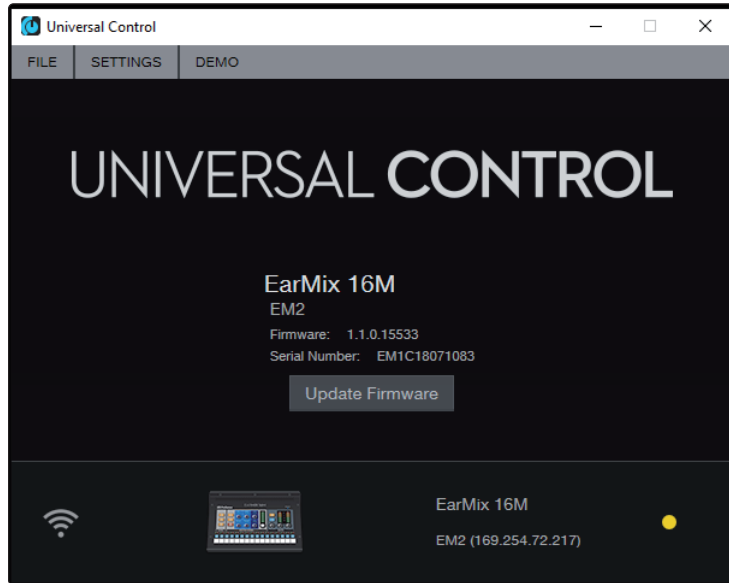 Universal Control
FILE SETTINGS DEMO
UNIVERSAL CONTROL
EarMix 16M
EM2
Firmware: 1.1.0.15533
Serial Number: EM1C18071083
Update Firmware
EarMix 16M
EM2 (169.254.72.217)